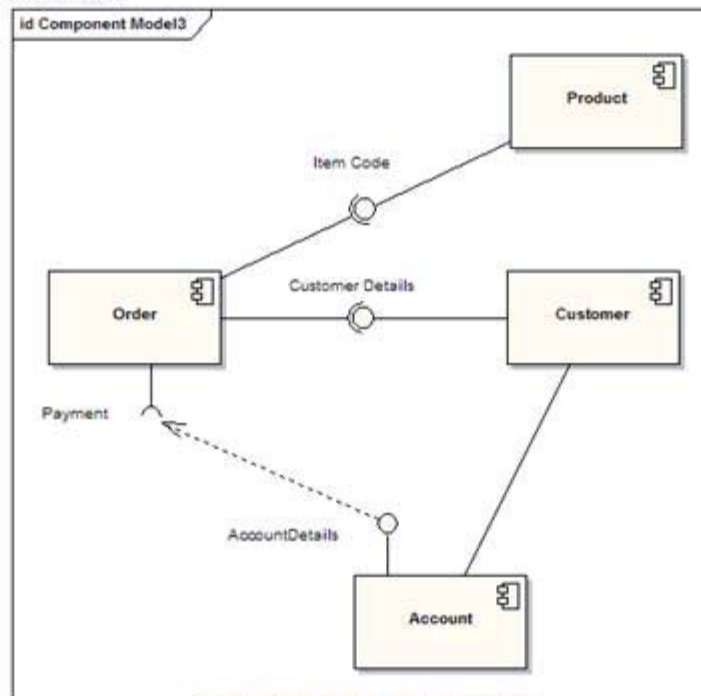 id Component Model3
Product
Item Code
Customer Details
Order
Customer
Payment
AccountDetails
Account